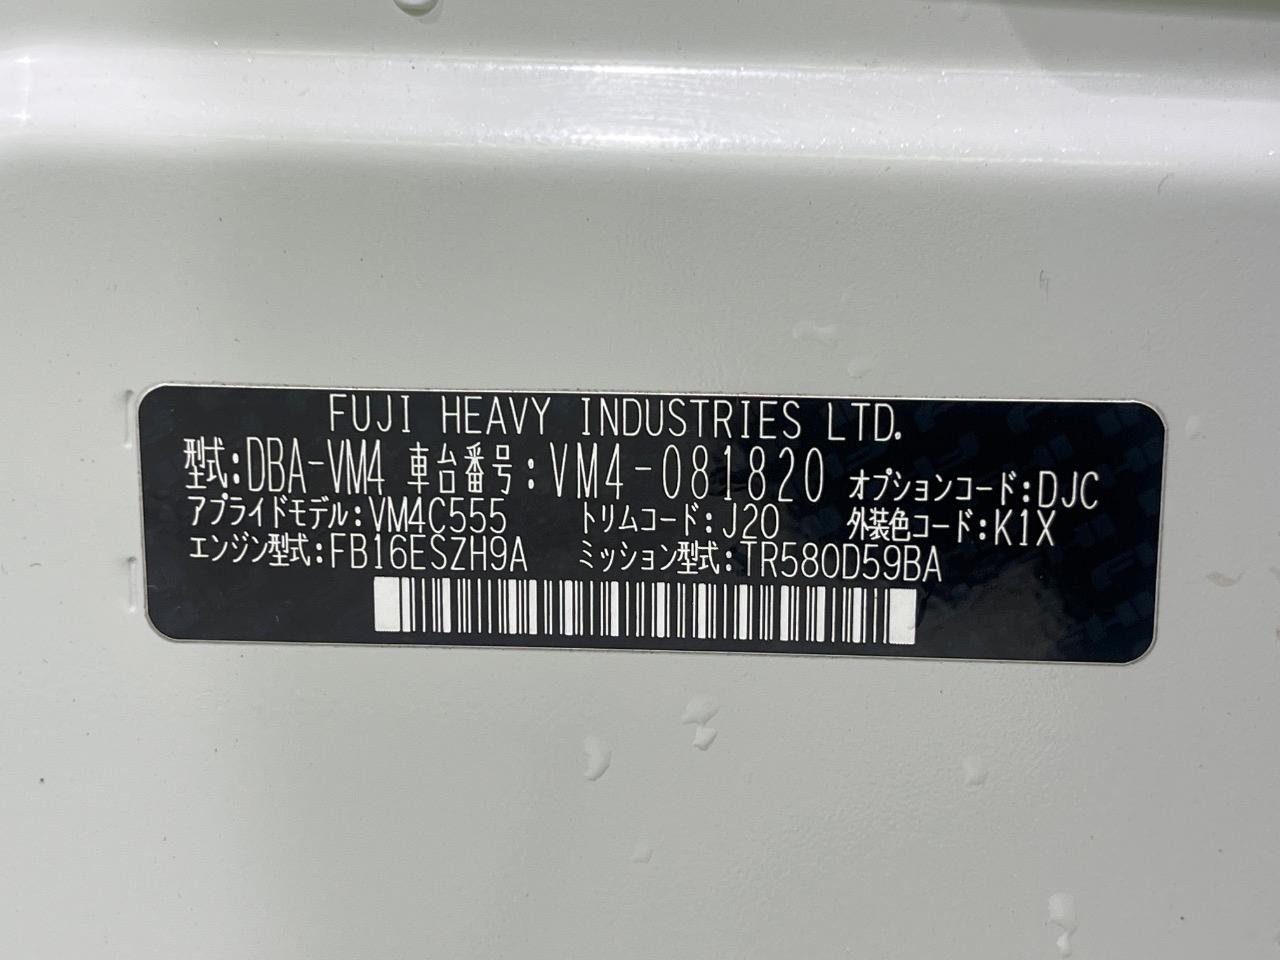 FUJI HEAVY INDUSTRIES LTD.
型式:DBA-VM4 車台番号:VM4-081820 オプションコード:DJC
アプライドモデル:VM4C555 トリムコード:J20 外装色コード:K1X
エンジン型式:FB16ESZH9A ミッション型式:TR580D59BA